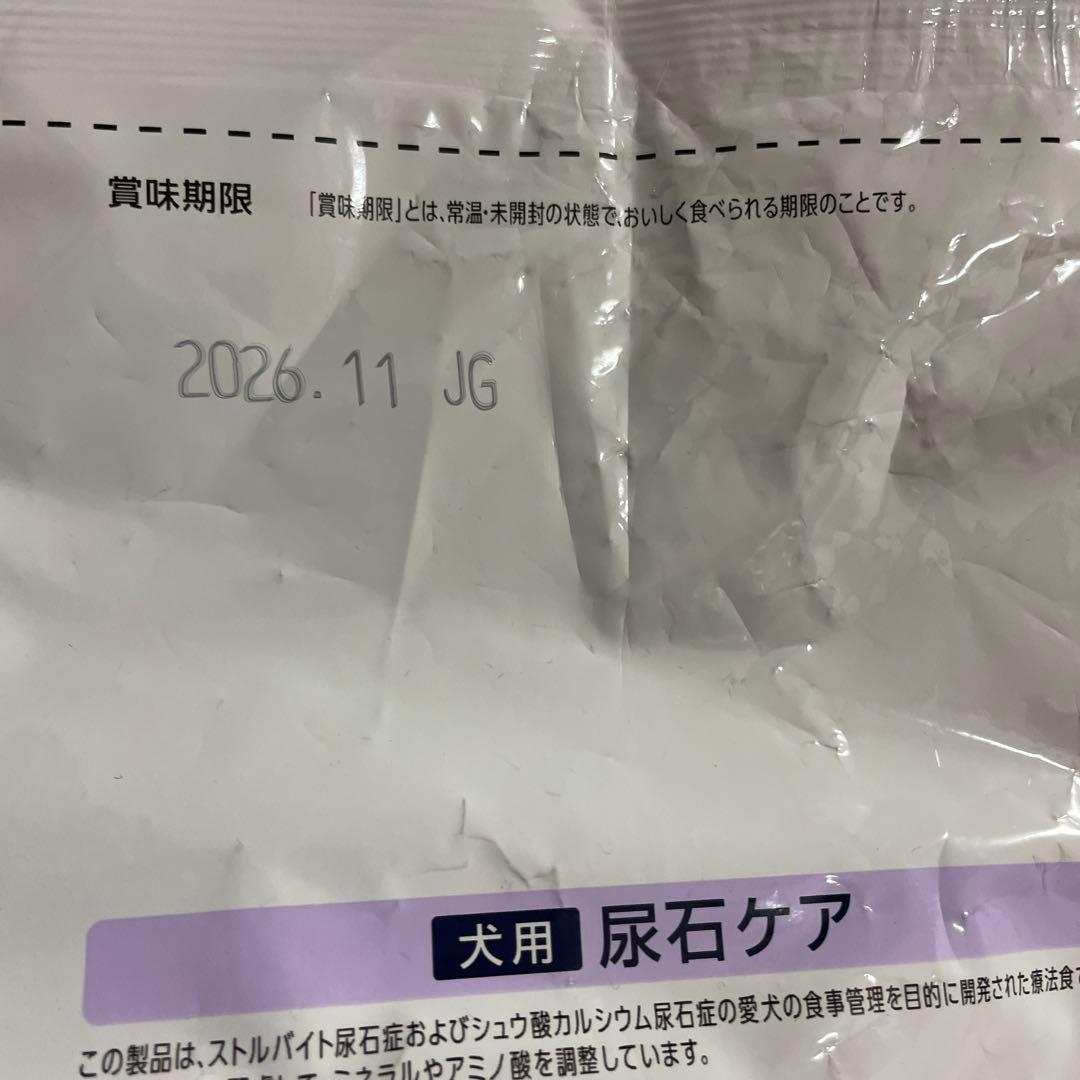 賞味期限 「賞味期限」とは、常温・未開封の状態で、おいしく食べられる期限のことです。
2026.11 JG
犬用 尿石ケア
この製品は、ストルバイト尿石症およびシュウ酸カルシウム尿石症の愛犬の食事管理を目的に開発された療法食で
ミネラルやアミノ酸を調整しています。